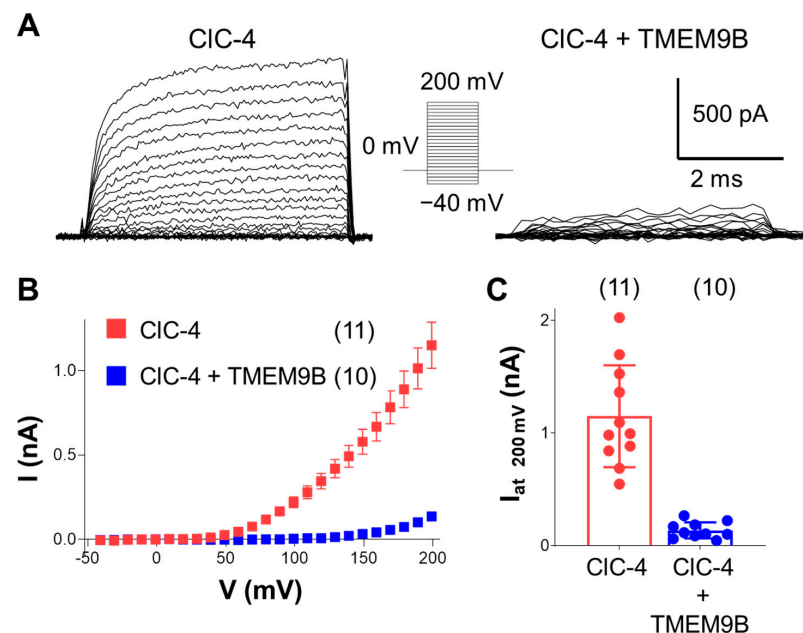 A
ClC-4
ClC-4 + TMEM9B
200 mV
0 mV
−40 mV
500 pA
2 ms
B
ClC-4 (11)
ClC-4 + TMEM9B (10)
I (nA)
1.0
0.5
0.0
-50 0 50 100 150 200
V (mV)
C
(11) (10)
I at 200 mV (nA)
2
1
0
ClC-4 ClC-4
+
TMEM9B